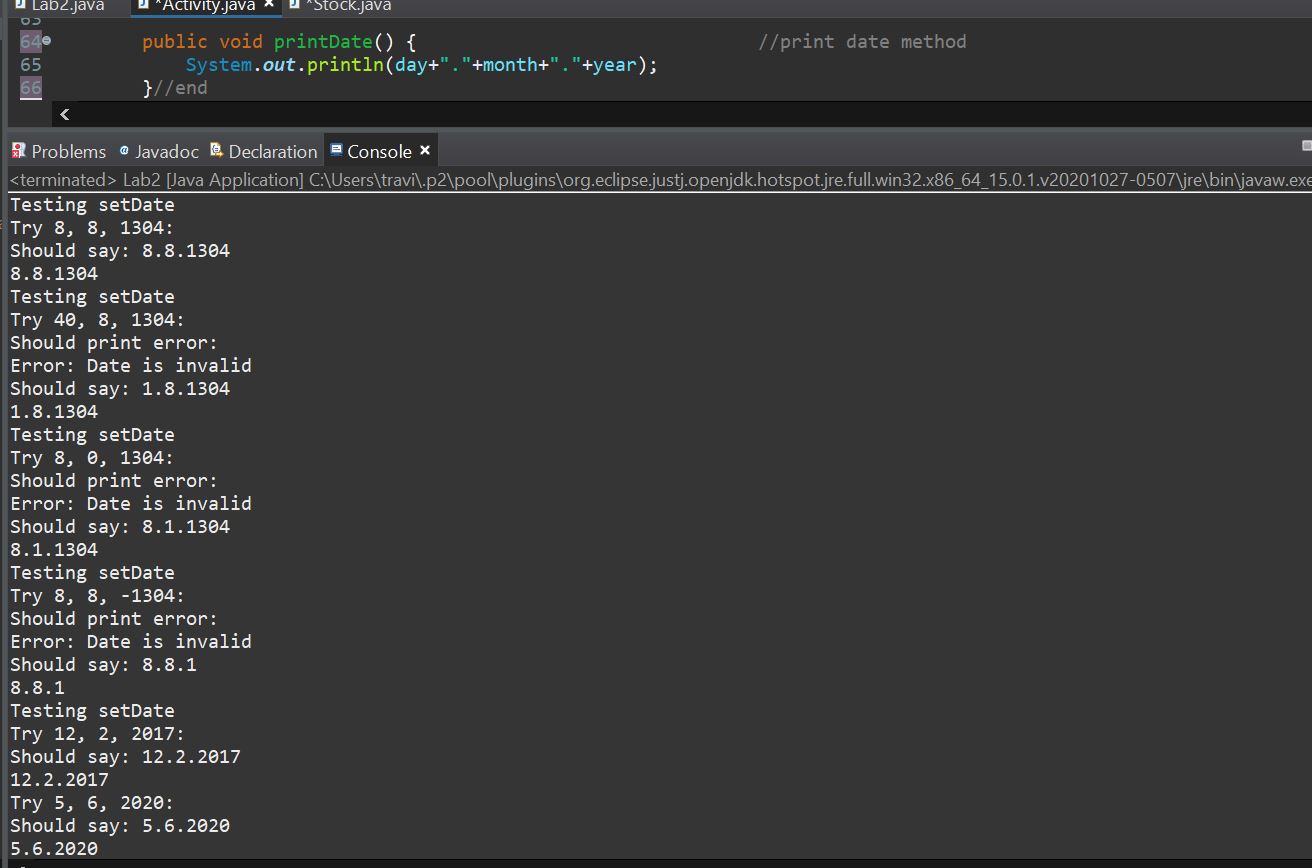 Lab2.java *Activity.java *Stock.java
63
64 public void printDate() { //print date method
65 System.out.println(day+"."+month+"."+year);
66 }//end
Problems Javadoc Declaration Console
<terminated> Lab2 [Java Application] C:\Users\travi\.p2\pool\plugins\org.eclipse.justj.openjdk.hotspot.jre.full.win32.x86_64_15.0.1.v20201027-0507\jre\bin\javaw.exe
Testing setDate
Try 8, 8, 1304:
Should say: 8.8.1304
8.8.1304
Testing setDate
Try 40, 8, 1304:
Should print error:
Error: Date is invalid
Should say: 1.8.1304
1.8.1304
Testing setDate
Try 8, 0, 1304:
Should print error:
Error: Date is invalid
Should say: 8.1.1304
8.1.1304
Testing setDate
Try 8, 8, -1304:
Should print error:
Error: Date is invalid
Should say: 8.8.1
8.8.1
Testing setDate
Try 12, 2, 2017:
Should say: 12.2.2017
12.2.2017
Try 5, 6, 2020:
Should say: 5.6.2020
5.6.2020